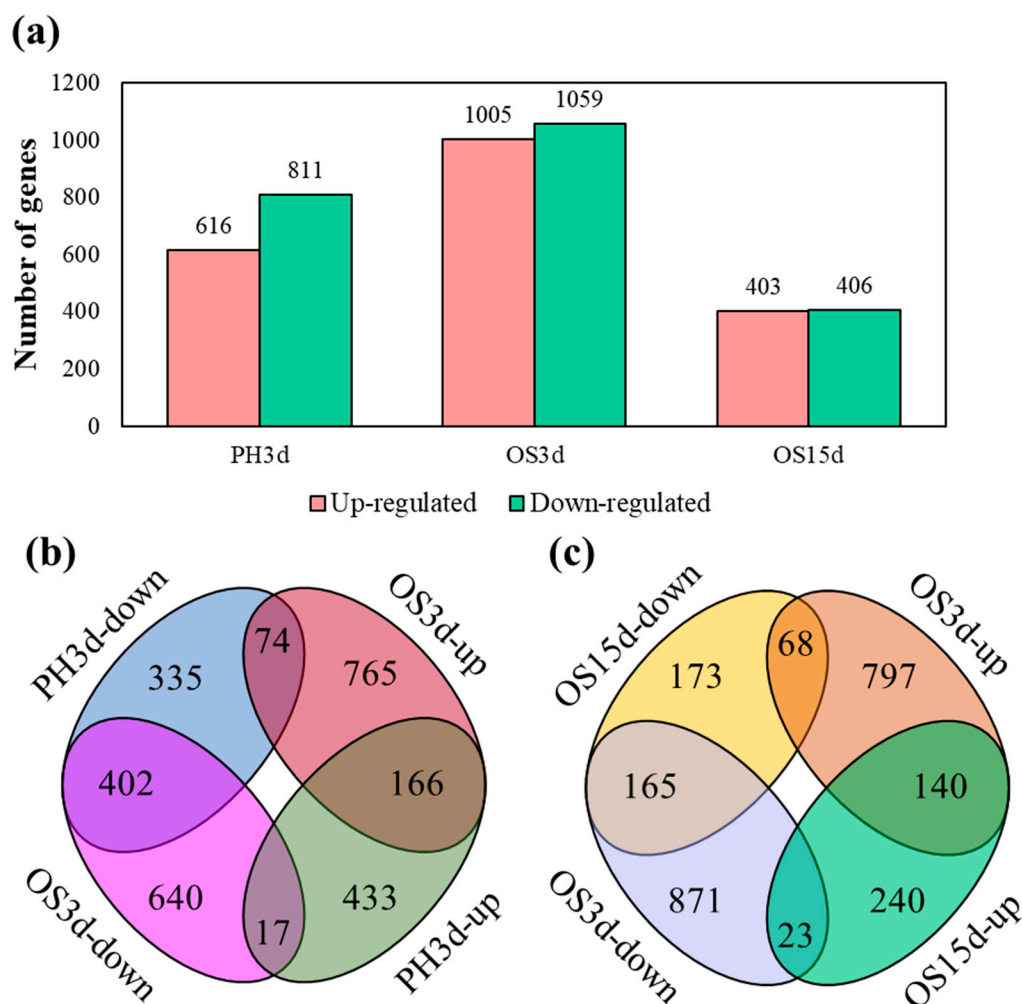 (a)
Number of genes
1200
1000
800
600
400
200
0
616
811
1005
1059
403
406
PH3d
OS3d
OS15d
Up-regulated Down-regulated
(b)
PH3d-down
OS3d-up
OS3d-down
PH3d-up
335
74
765
402
166
640
17
433
(c)
OS15d-down
OS3d-up
OS3d-down
OS15d-up
173
68
797
165
140
871
23
240